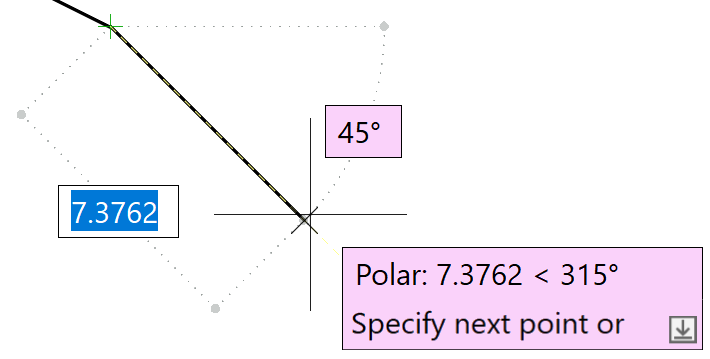 45°
7.3762
Polar: 7.3762 < 315°
Specify next point or